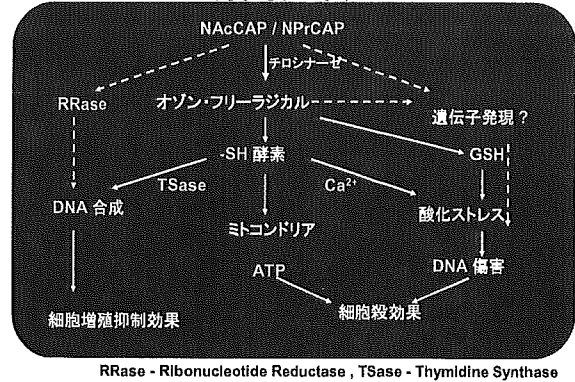 NAcCAP / NPrCAP
チロシナーゼ
RRase
オゾン・フリーラジカル
遺伝子発現？
-SH 酵素
GSH
TSase
Ca²⁺
DNA 合成
酸化ストレス
ミトコンドリア
ATP
DNA 傷害
細胞増殖抑制効果
細胞殺効果
RRase - Ribonucleotide Reductase , TSase - Thymidine Synthase